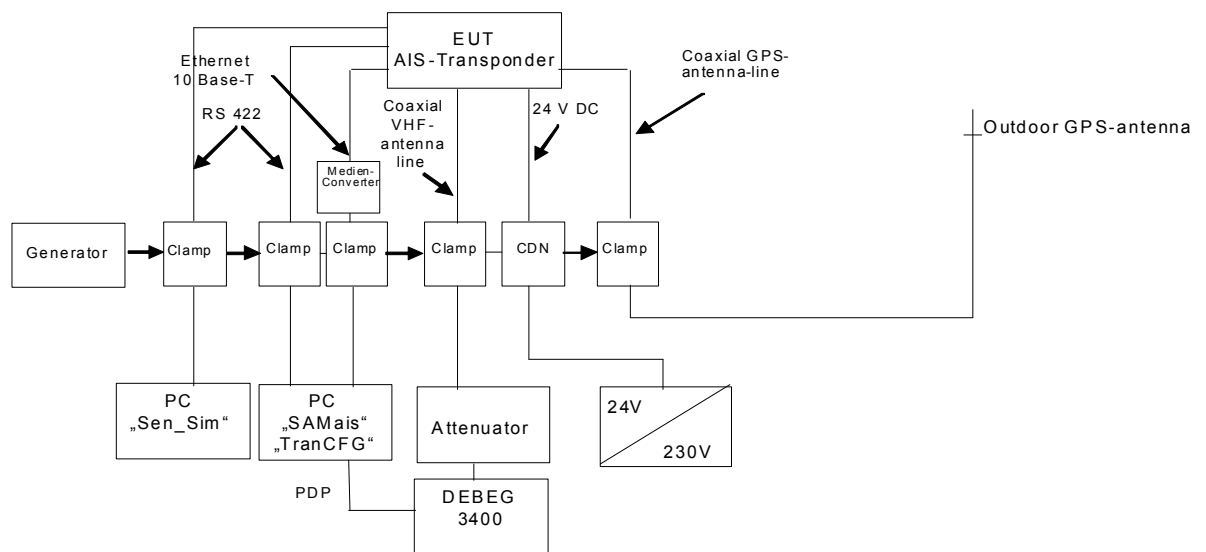 EUT
AIS-Transponder
Ethernet
10 Base-T
Coaxial GPS-
antenna-line
RS 422
Coaxial
VHF-
antenna
line
24 V DC
Outdoor GPS-antenna
Medien-
Converter
Generator
Clamp
Clamp
Clamp
Clamp
CDN
Clamp
PC
„Sen_Sim“
PC
„SAMais“
„TranCFG“
Attenuator
24V
230V
PDP
DEBEG
3400